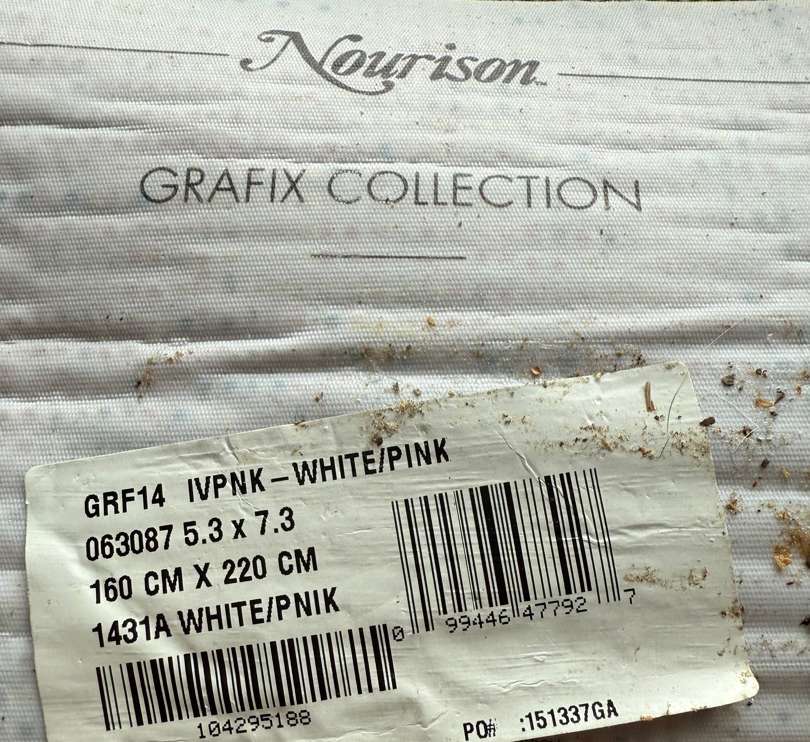 Nourison
GRAFIX COLLECTION
GRF14 IVPNK - WHITE/PINK
063087 5.3 x 7.3
160 CM X 220 CM
1431A WHITE/PNIK
0 99446 47792 7
104295188
PO# :151337GA